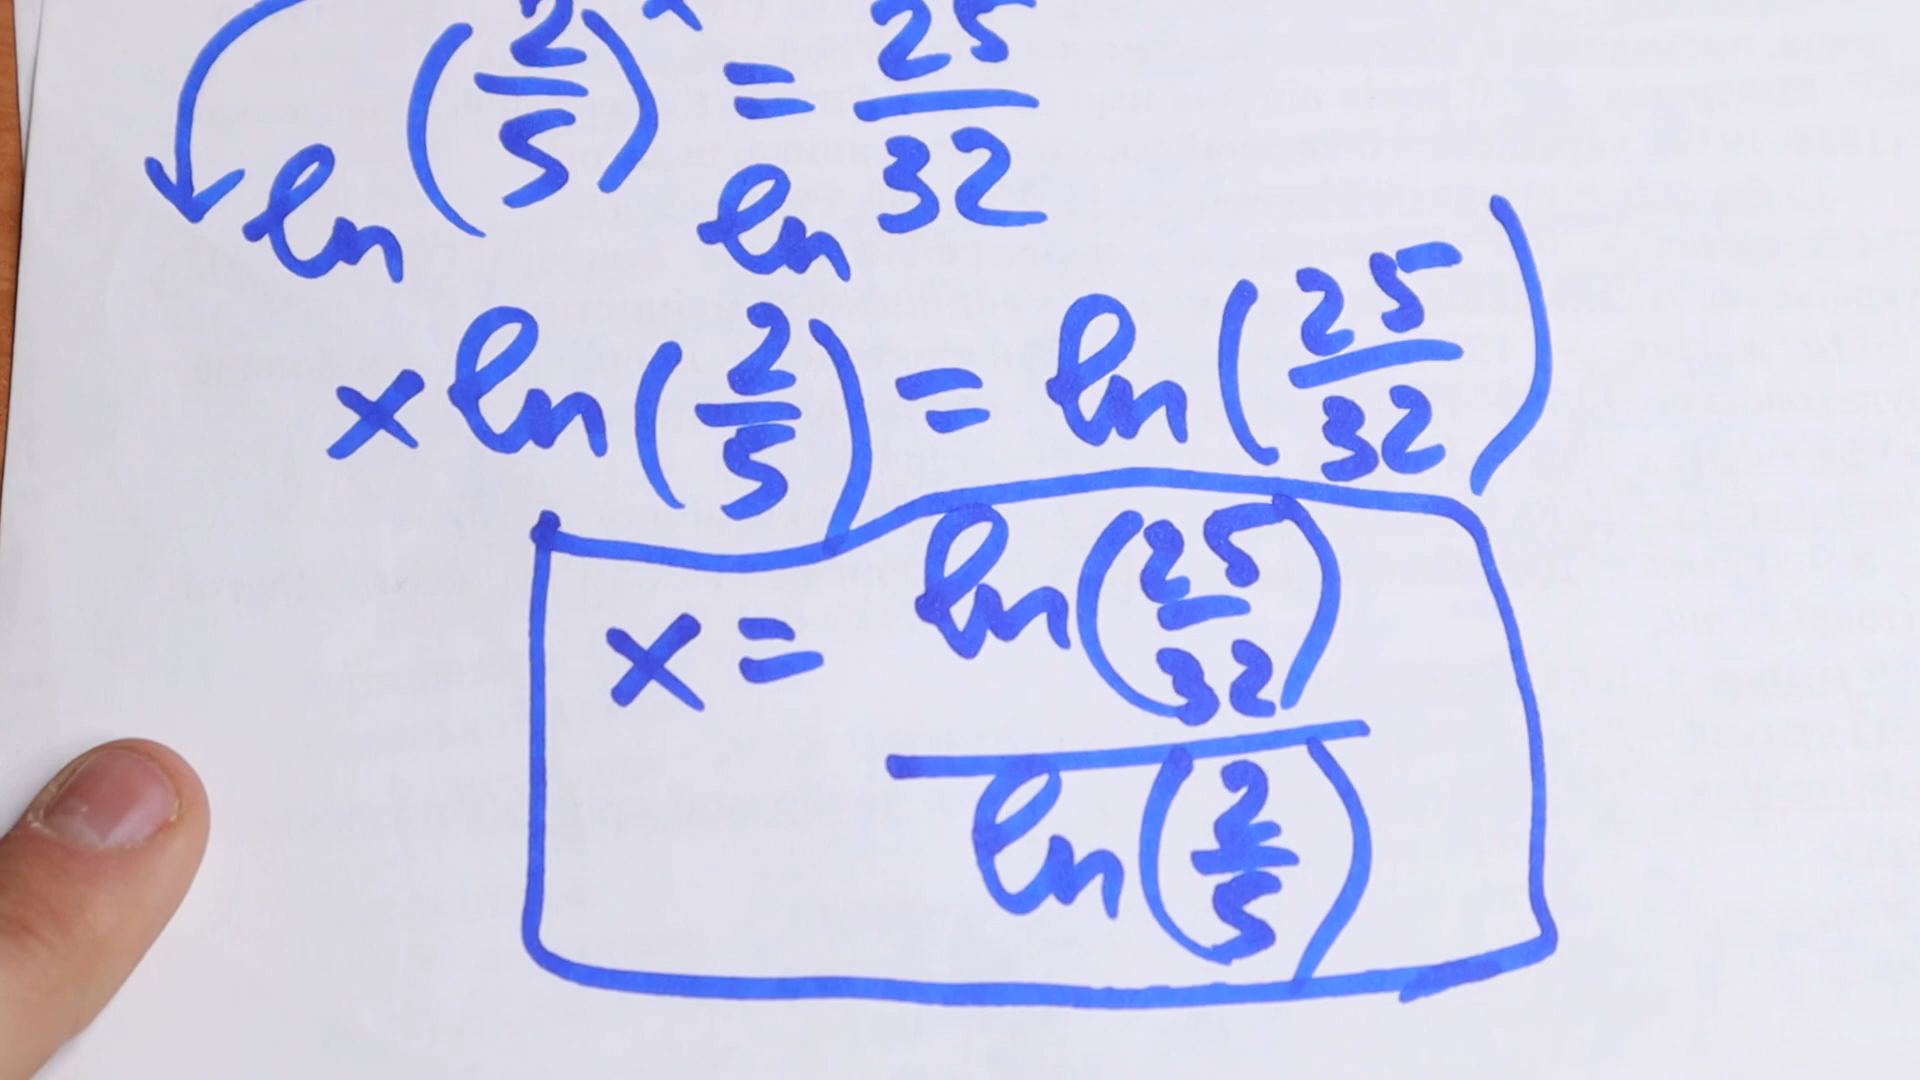 ln (2/5)^x = ln 25/32
x ln (2/5) = ln (25/32)
x = ln (25/32) / ln (2/5)